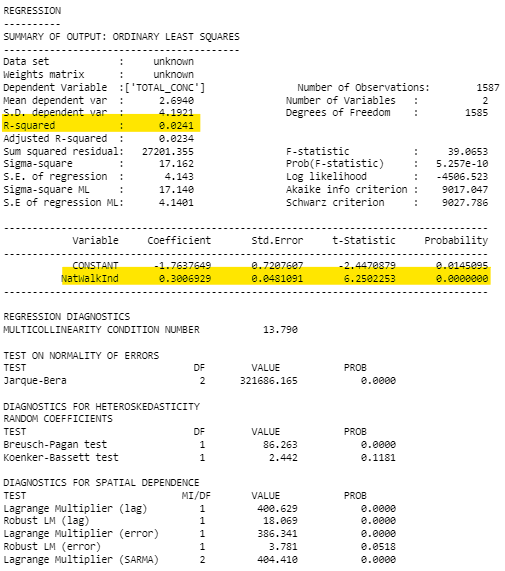 REGRESSION
----------
SUMMARY OF OUTPUT: ORDINARY LEAST SQUARES
-----------------------------------------
Data set            :     unknown
Weights matrix      :     unknown
Dependent Variable  :['TOTAL_CONC']                Number of Observations:        1587
Mean dependent var  :      2.6940                  Number of Variables   :           2
S.D. dependent var  :      4.1921                  Degrees of Freedom    :        1585
R-squared           :      0.0241
Adjusted R-squared  :      0.0234
Sum squared residual:   27201.355                  F-statistic           :     39.0653
Sigma-square        :      17.162                  Prob(F-statistic)     :   5.257e-10
S.E. of regression  :       4.143                  Log likelihood        :   -4506.523
Sigma-square ML     :      17.140                  Akaike info criterion :    9017.047
S.E of regression ML:      4.1401                  Schwarz criterion     :    9027.786
------------------------------------------------------------------------------------
Variable     Coefficient       Std.Error     t-Statistic     Probability
------------------------------------------------------------------------------------
CONSTANT      -1.7637649       0.7207607      -2.4470879       0.0145095
NatWalkInd       0.3006929       0.0481091       6.2502253       0.0000000
------------------------------------------------------------------------------------
REGRESSION DIAGNOSTICS
MULTICOLLINEARITY CONDITION NUMBER           13.790
TEST ON NORMALITY OF ERRORS
TEST                             DF        VALUE           PROB
Jarque-Bera                       2      321686.165        0.0000
DIAGNOSTICS FOR HETEROSKEDASTICITY
RANDOM COEFFICIENTS
TEST                             DF        VALUE           PROB
Breusch-Pagan test                1          86.263        0.0000
Koenker-Bassett test              1           2.442        0.1181
DIAGNOSTICS FOR SPATIAL DEPENDENCE
TEST                           MI/DF       VALUE           PROB
Lagrange Multiplier (lag)         1         400.629        0.0000
Robust LM (lag)                   1          18.069        0.0000
Lagrange Multiplier (error)       1         386.341        0.0000
Robust LM (error)                 1           3.781        0.0518
Lagrange Multiplier (SARMA)       2         404.410        0.0000